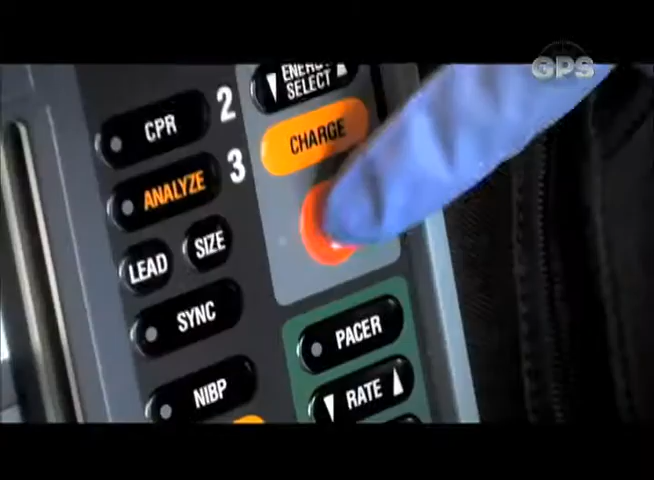 GPS
ENERGY
SELECT
2
CPR
CHARGE
3
ANALYZE
LEAD
SIZE
SYNC
PACER
NIBP
RATE